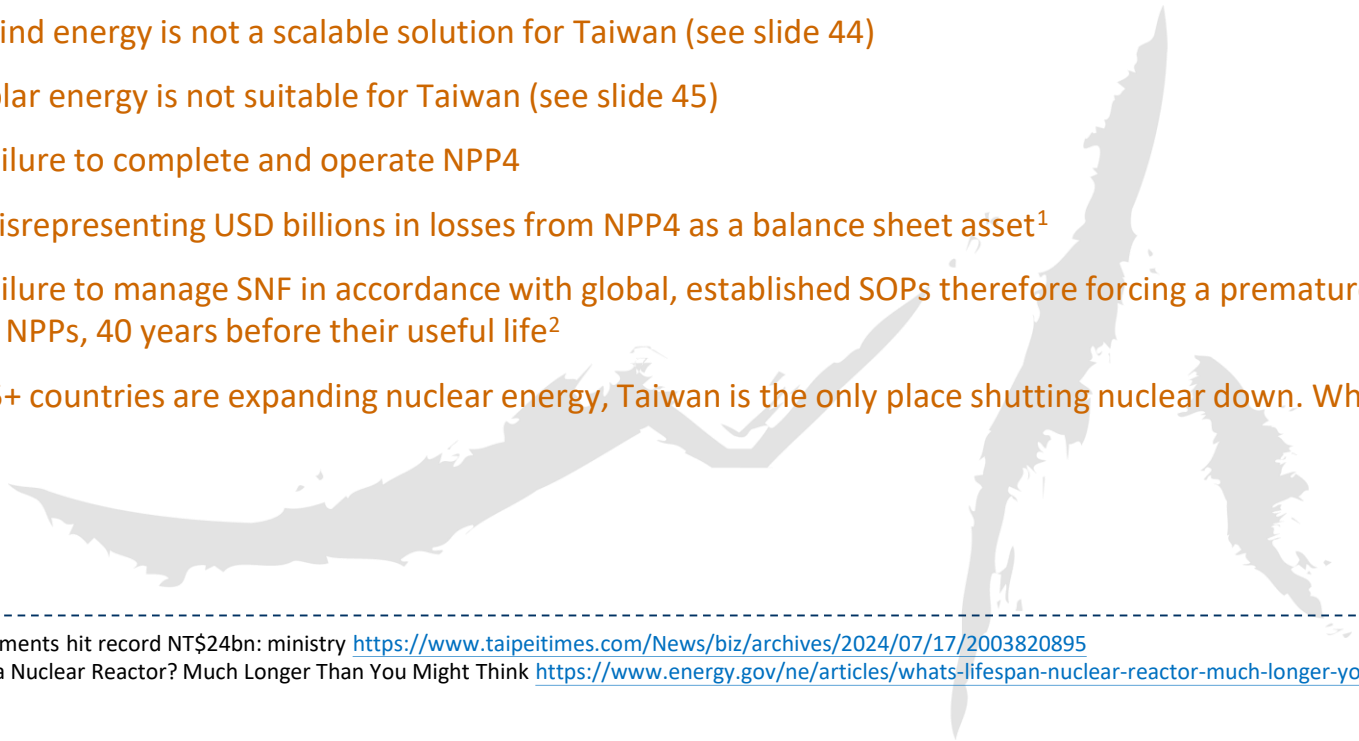 ind energy is not a scalable solution for Taiwan (see slide 44)
olar energy is not suitable for Taiwan (see slide 45)
ilure to complete and operate NPP4
isrepresenting USD billions in losses from NPP4 as a balance sheet asset1
ilure to manage SNF in accordance with global, established SOPs therefore forcing a prematur
NPPs, 40 years before their useful life2
+ countries are expanding nuclear energy, Taiwan is the only place shutting nuclear down. Wh
ments hit record NT$24bn: ministry https://www.taipeitimes.com/News/biz/archives/2024/07/17/2003820895
a Nuclear Reactor? Much Longer Than You Might Think https://www.energy.gov/ne/articles/whats-lifespan-nuclear-reactor-much-longer-yo